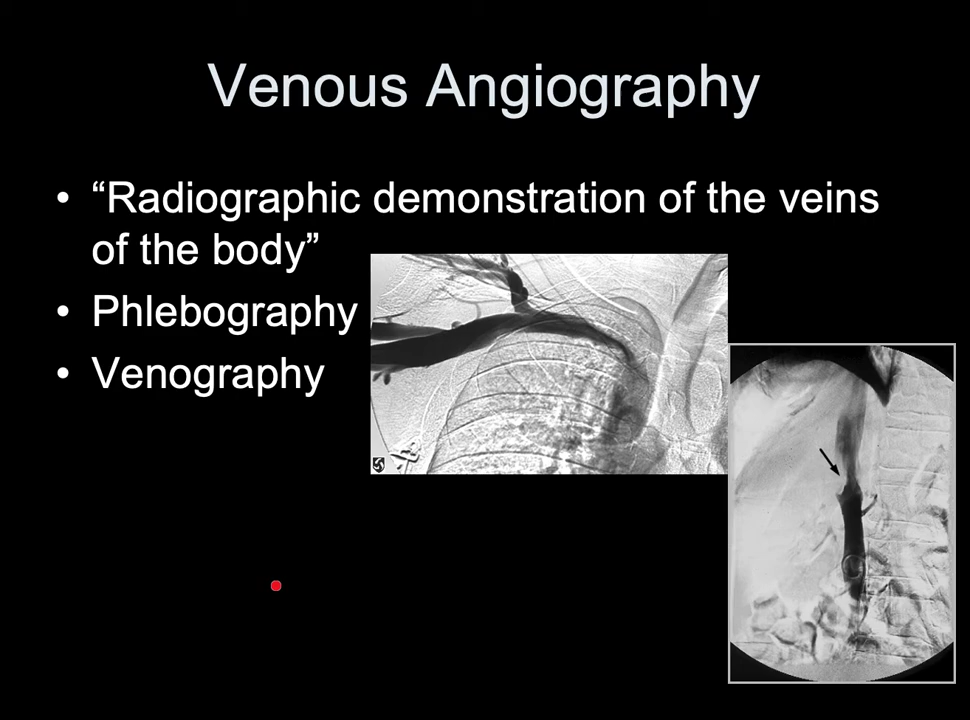 Venous Angiography
• “Radiographic demonstration of the veins
of the body”
• Phlebography
• Venography